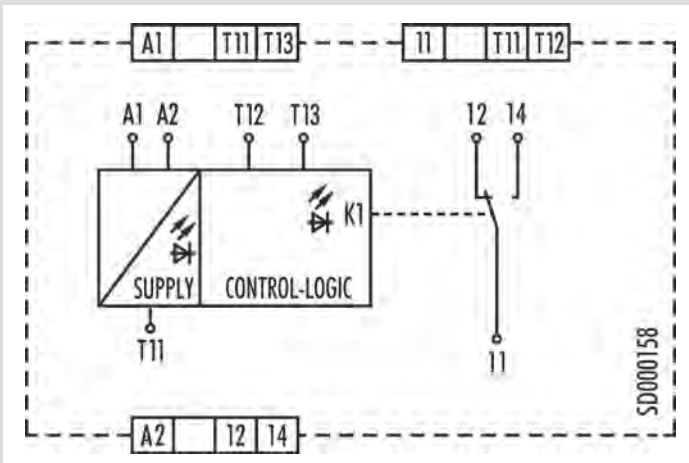 A1 T11 T13 11 T11 T12
A1 A2 T12 T13 12 14
K1
SUPPLY CONTROL-LOGIC
T11 11
SD000158
A2 12 14